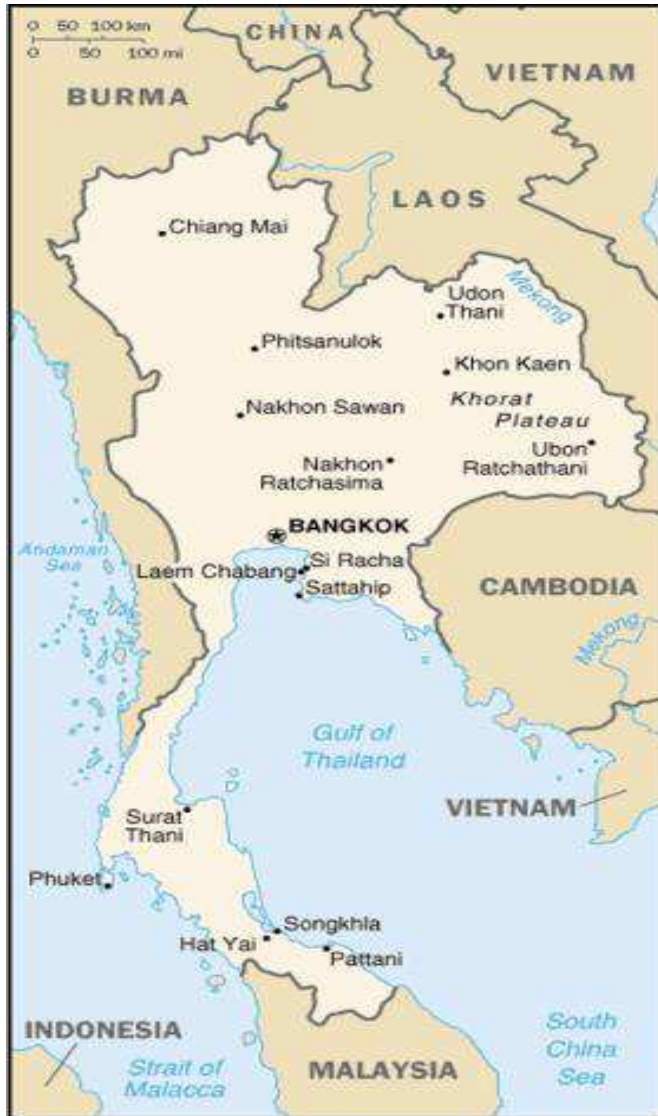 0 50 100 km
0 50 100 mi
CHINA
VIETNAM
BURMA
LAOS
Chiang Mai
Mekong
Udon
Thani
Phitsanulok
Khon Kaen
Khorat
Plateau
Nakhon Sawan
Ubon
Ratchathani
Nakhon
Ratchasima
BANGKOK
Andaman
Sea
Si Racha
Laem Chabang
Sattahip
CAMBODIA
Mekong
Gulf of
Thailand
VIETNAM
Surat
Thani
Phuket
Songkhla
Hat Yai
Pattani
INDONESIA
South
China
Sea
Strait of
Malacca
MALAYSIA